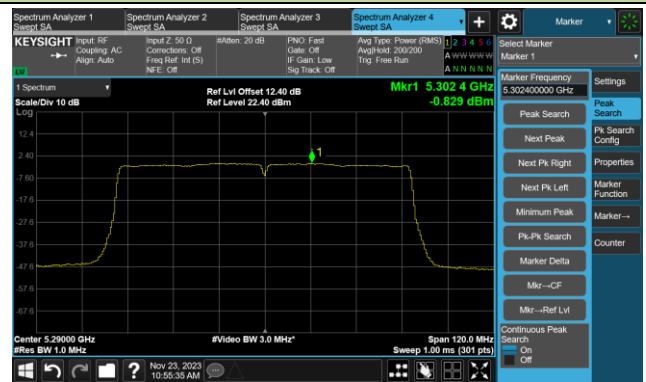 Spectrum Analyzer 1
Swept SA
Spectrum Analyzer 2
Swept SA
Spectrum Analyzer 3
Swept SA
Spectrum Analyzer 4
Swept SA
+
Marker
KEYSIGHT
Input: RF
Coupling: AC
Align: Auto
Input Z: 50 Ω
Corrections: Off
Freq Ref: Int (S)
NFE: Off
#Atten: 20 dB
PNO: Fast
Gate: Off
IF Gain: Low
Sig Track: Off
Avg Type: Power (RMS)
Avg|Hold: 200/200
Trig: Free Run
1 2 3 4 5 6
A W W W W W
A N N N N N
Select Marker
Marker 1
1 Spectrum
Scale/Div 10 dB
Log
Ref Lvl Offset 12.40 dB
Ref Level 22.40 dBm
Mkr1 5.302 4 GHz
-0.829 dBm
12.4
2.40
-7.60
-17.6
-27.6
-37.6
-47.6
-57.6
-67.6
1
Center 5.29000 GHz
#Res BW 1.0 MHz
#Video BW 3.0 MHz*
Span 120.0 MHz
Sweep 1.00 ms (301 pts)
Marker Frequency
5.302400000 GHz
Peak Search
Next Peak
Next Pk Right
Next Pk Left
Minimum Peak
Pk-Pk Search
Marker Delta
Mkr→CF
Mkr→Ref Lvl
Continuous Peak
Search
On
Off
Settings
Peak
Search
Pk Search
Config
Properties
Marker
Function
Marker→
Counter
?
Nov 23, 2023
10:55:35 AM